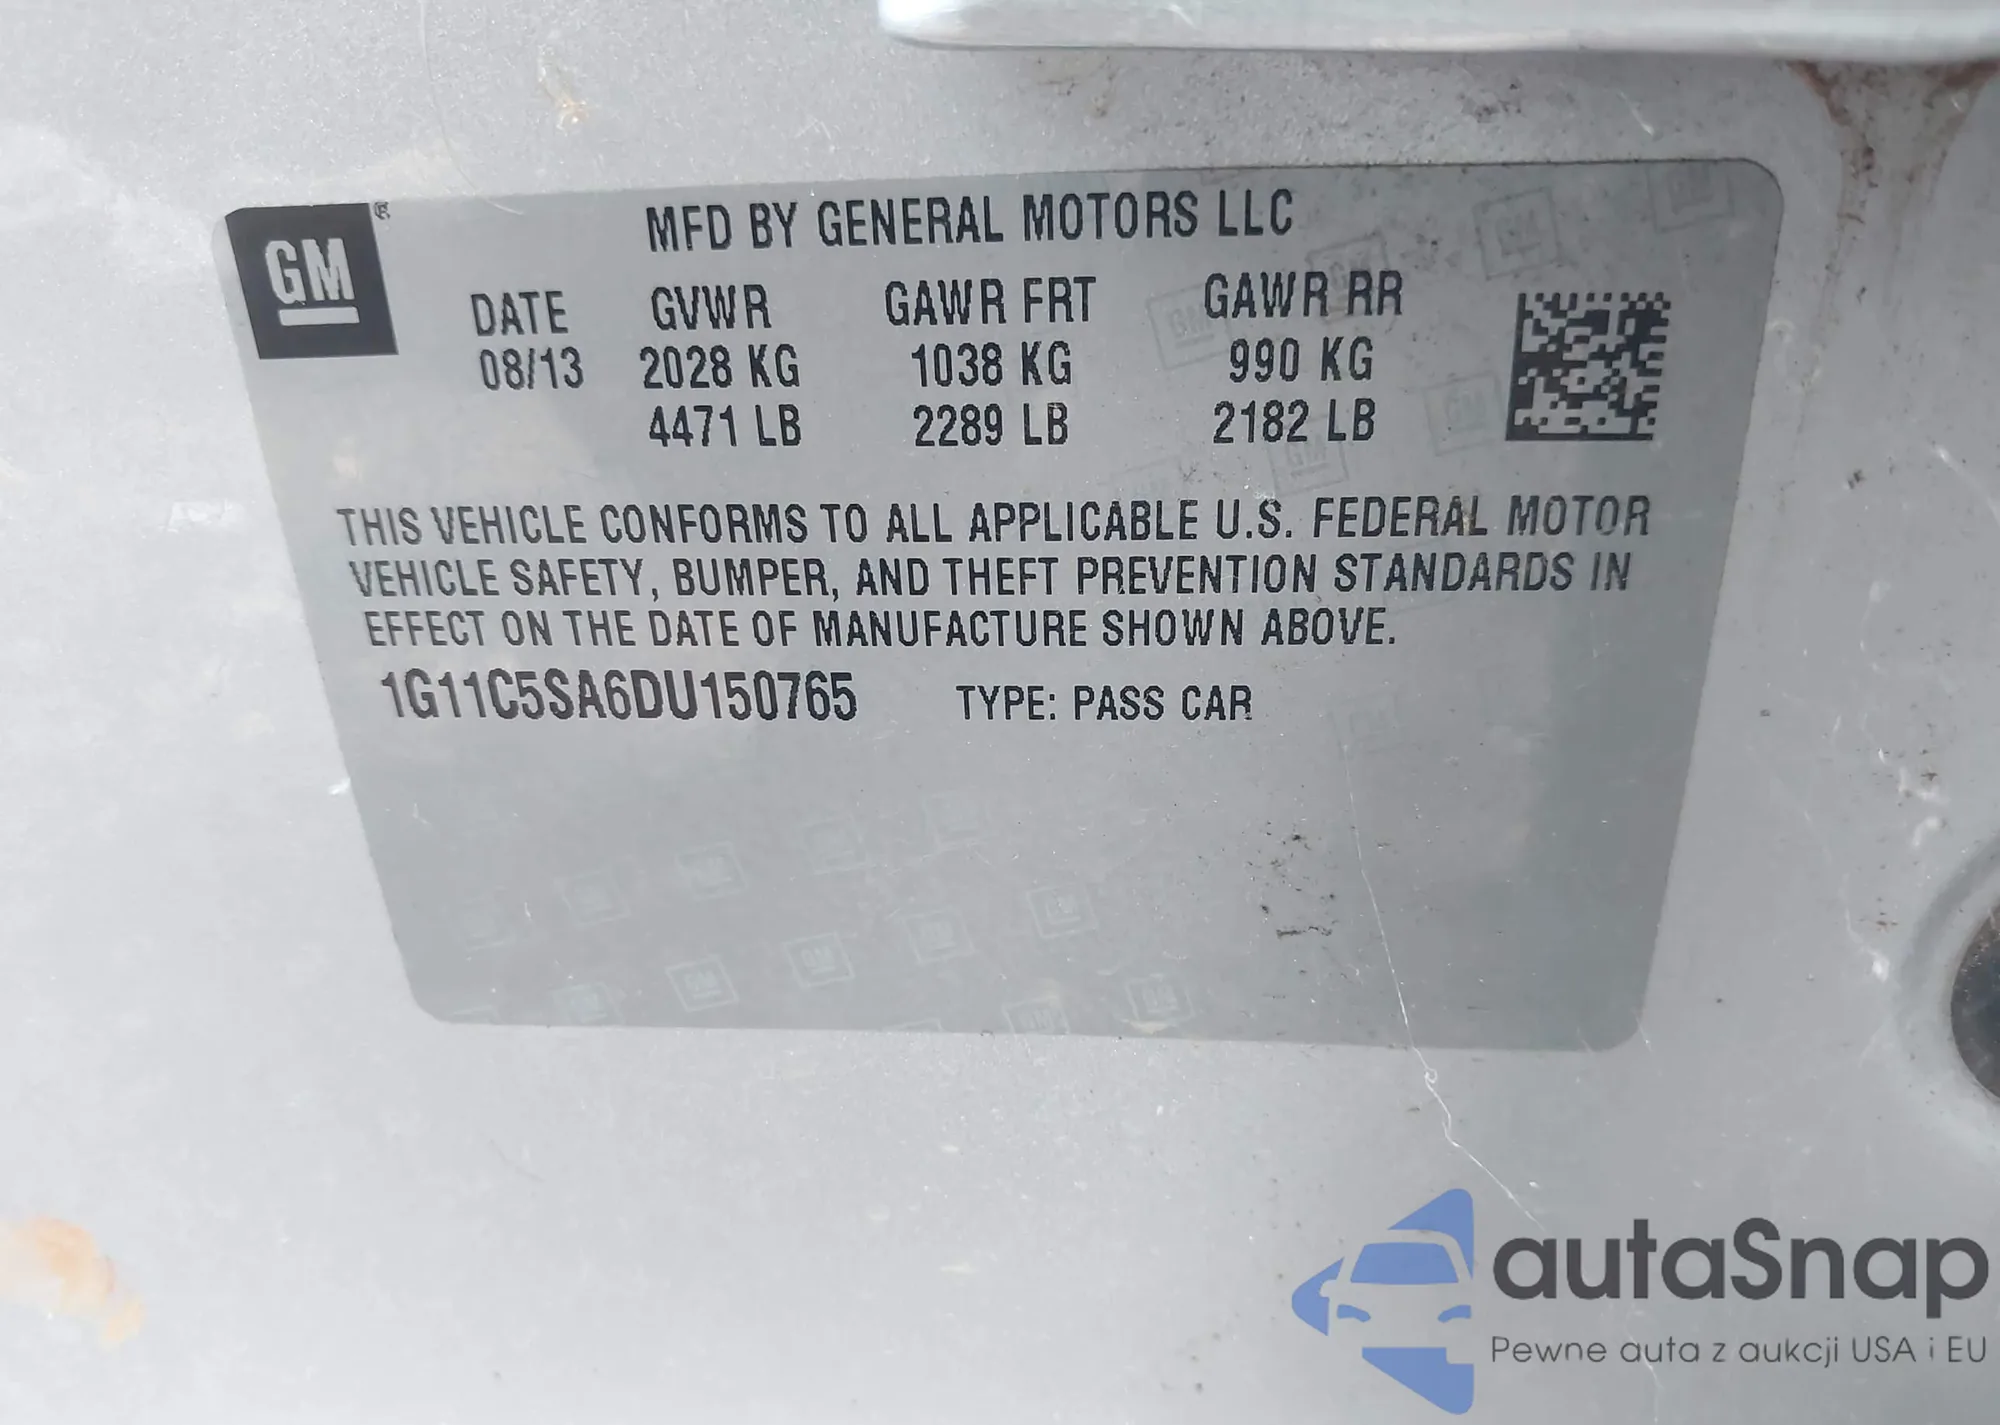 GM®
MFD BY GENERAL MOTORS LLC
DATE GVWR GAWR FRT GAWR RR
08/13 2028 KG 1038 KG 990 KG
4471 LB 2289 LB 2182 LB
THIS VEHICLE CONFORMS TO ALL APPLICABLE U.S. FEDERAL MOTOR
VEHICLE SAFETY, BUMPER, AND THEFT PREVENTION STANDARDS IN
EFFECT ON THE DATE OF MANUFACTURE SHOWN ABOVE.
1G11C5SA6DU150765 TYPE: PASS CAR
autaSnap
Pewne auta z aukcji USA i EU